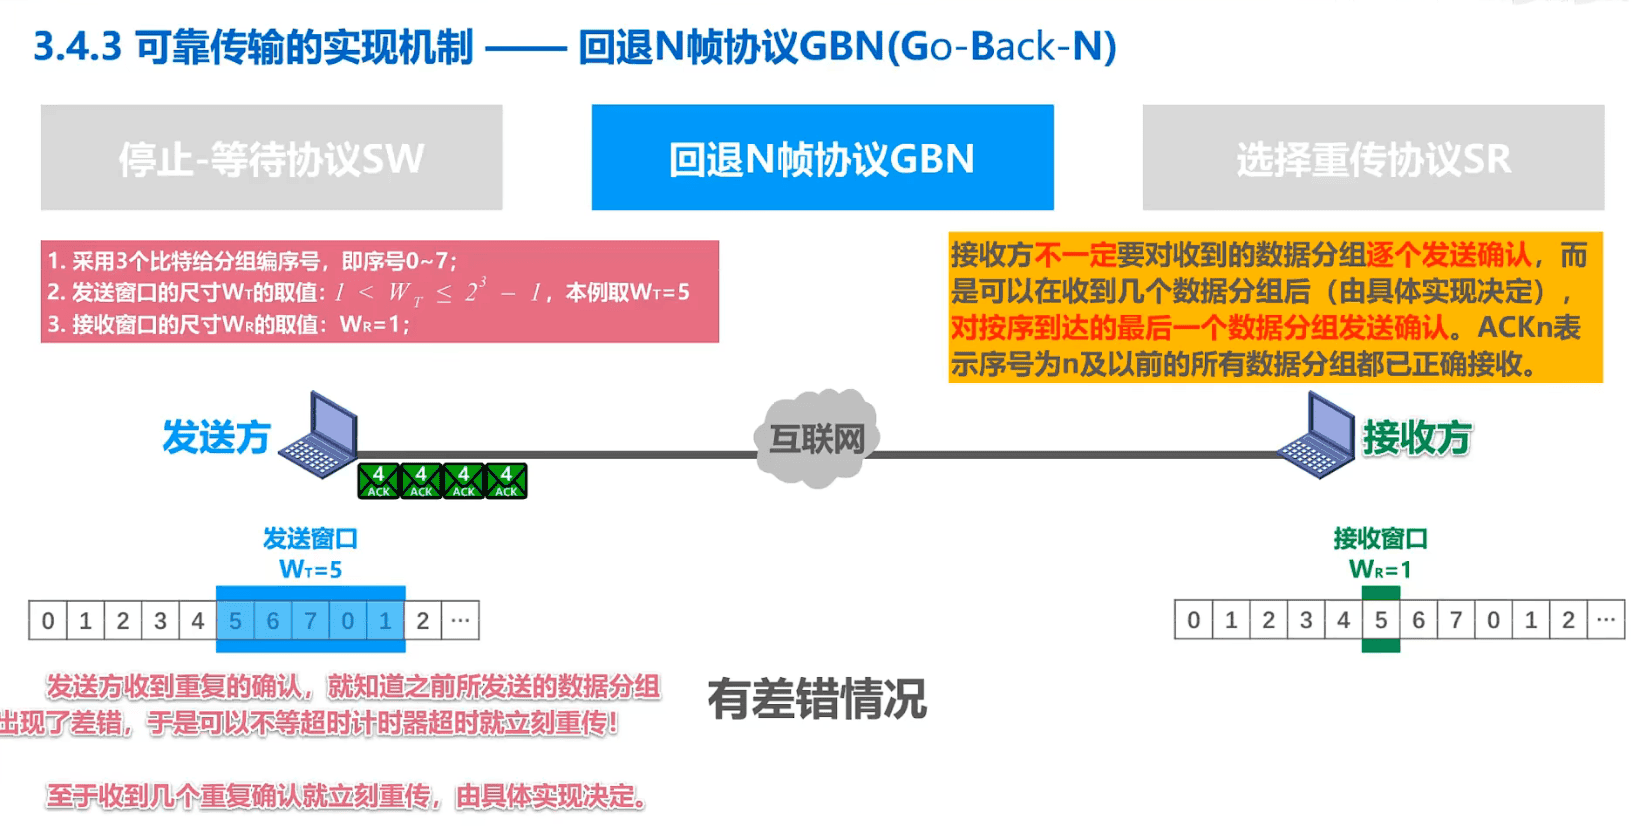 3.4.3 可靠传输的实现机制 —— 回退N帧协议GBN(Go-Back-N)
停止-等待协议SW
回退N帧协议GBN
选择重传协议SR
1. 采用3个比特给分组编序号，即序号0~7；
2. 发送窗口的尺寸WT的取值：1 < W_T ≤ 2^3 − 1，本例取WT=5
3. 接收窗口的尺寸WR的取值：WR=1；
接收方不一定要对收到的数据分组逐个发送确认，而
是可以在收到几个数据分组后（由具体实现决定），
对按序到达的最后一个数据分组发送确认。ACKn表
示序号为n及以前的所有数据分组都已正确接收。
发送方
互联网
接收方
4 4 4 4
ACK ACK ACK ACK
发送窗口
WT=5
0 1 2 3 4 5 6 7 0 1 2 ···
接收窗口
WR=1
0 1 2 3 4 5 6 7 0 1 2 ···
发送方收到重复的确认，就知道之前所发送的数据分组
出现了差错，于是可以不等超时计时器超时就立刻重传！
至于收到几个重复确认就立刻重传，由具体实现决定。
有差错情况